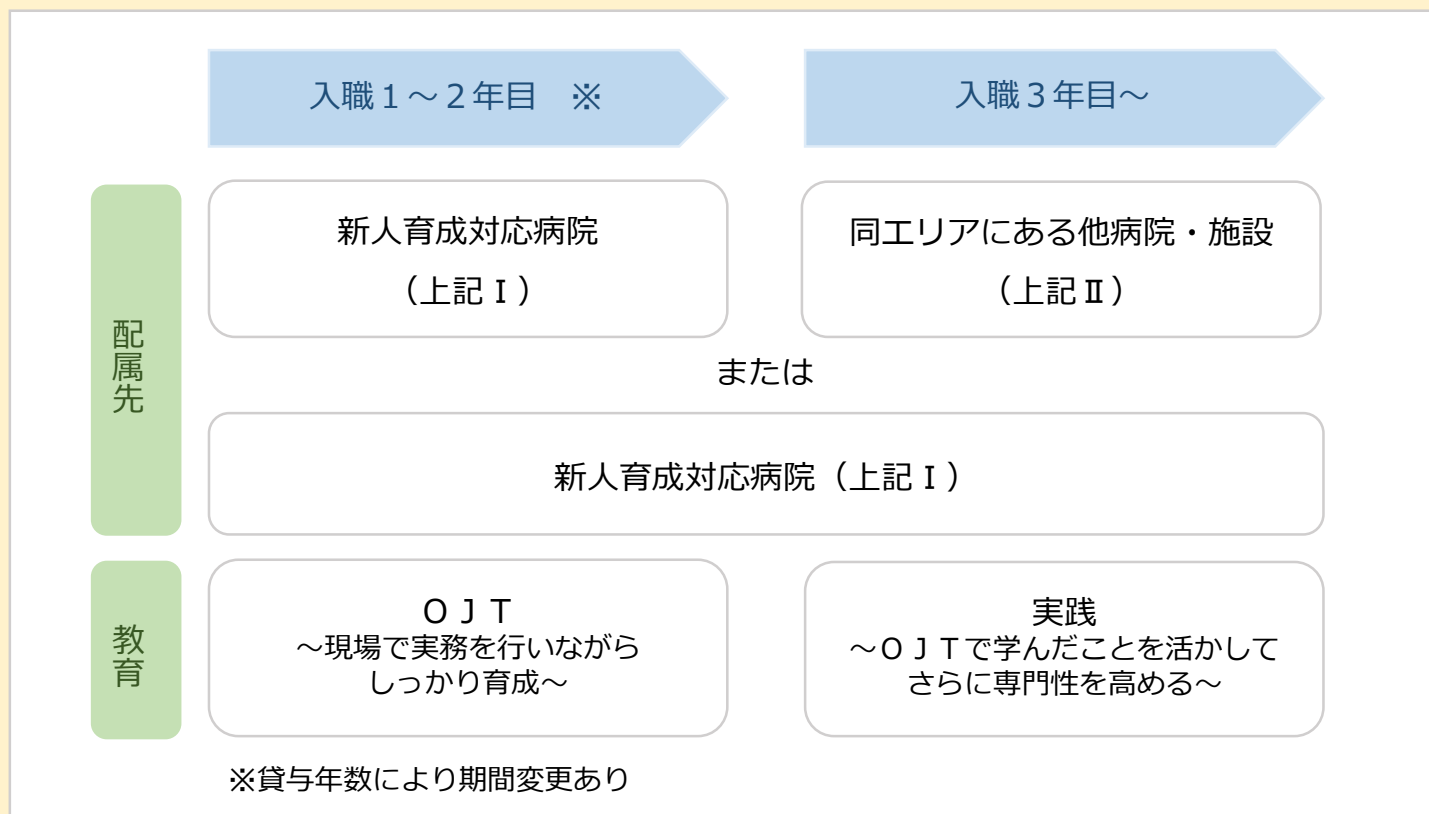 入職１～２年目　※
入職３年目～
配属先
新人育成対応病院
（上記Ⅰ）
同エリアにある他病院・施設
（上記Ⅱ）
または
新人育成対応病院（上記Ⅰ）
教育
ＯＪＴ
～現場で実務を行いながら
しっかり育成～
実践
～ＯＪＴで学んだことを活かして
さらに専門性を高める～
※貸与年数により期間変更あり